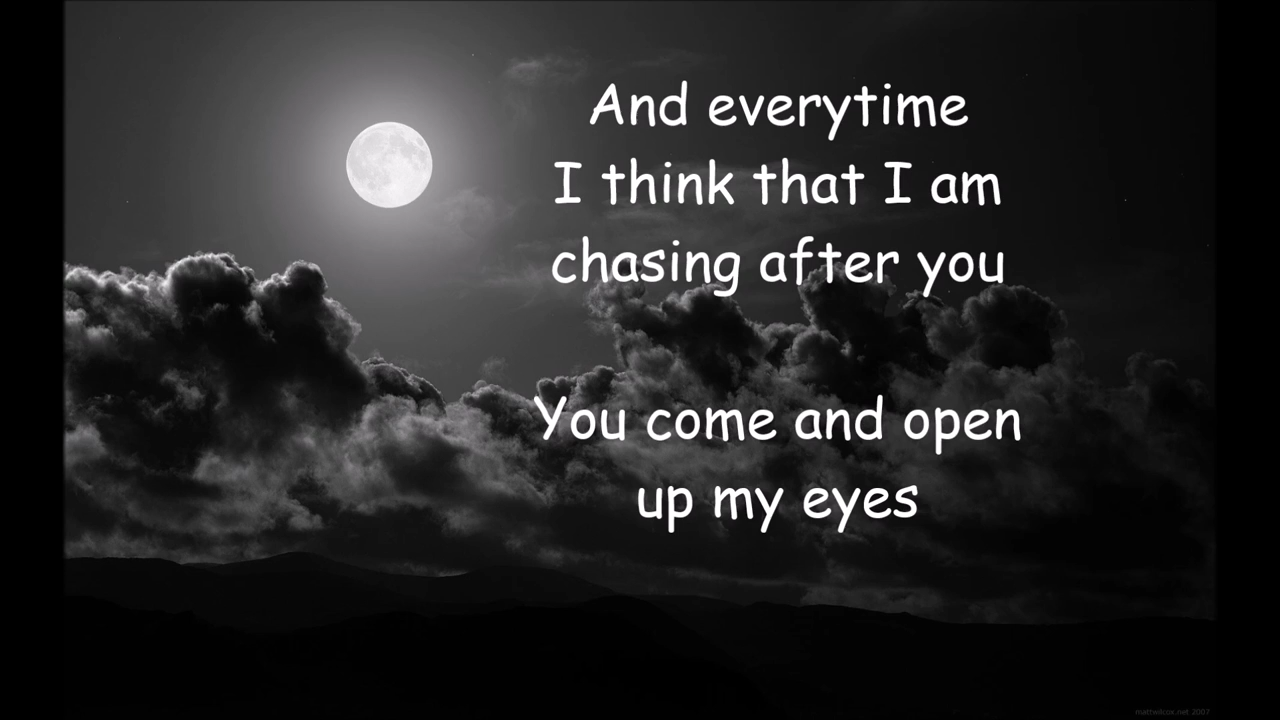 And everytime
I think that I am
chasing after you
You come and open
up my eyes